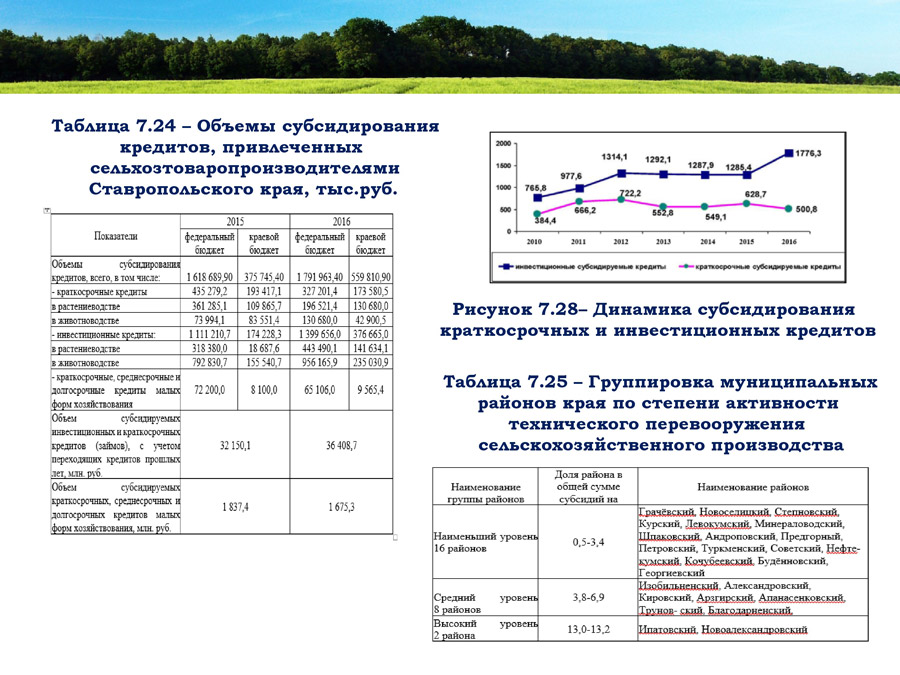 Таблица 7.24 – Объемы субсидирования
кредитов, привлеченных
сельхозтоваропроизводителями
Ставропольского края, тыс.руб.
Показатели 2015 2016
федеральный бюджет краевой бюджет федеральный бюджет краевой бюджет
Объемы субсидирования
кредитов, всего, в том числе: 1 618 689,90 375 745,40 1 791 963,40 559 810,90
- краткосрочные кредиты 435 279,2 193 417,1 327 201,4 173 580,5
в растениеводстве 361 285,1 109 865,7 196 521,4 130 680,0
в животноводстве 73 994,1 83 551,4 130 680,0 42 900,5
- инвестиционные кредиты: 1 111 210,7 174 228,3 1 399 656,0 376 665,0
в растениеводстве 318 380,0 18 687,6 443 490,1 141 634,1
в животноводстве 792 830,7 155 540,7 956 165,9 235 030,9
- краткосрочные, среднесрочные и
долгосрочные кредиты малых 72 200,0 8 100,0 65 106,0 9 565,4
форм хозяйствования
Объем субсидируемых
инвестиционных и краткосрочных
кредитов (займов), с учетом 32 150,1 36 408,7
переходящих кредитов прошлых
лет, млн. руб.
Объем субсидируемых
краткосрочных, среднесрочных и
долгосрочных кредитов малых 1 837,4 1 675,3
форм хозяйствования, млн. руб.
2000
1500
1000
500
0
765,8 977,6 1314,1 1292,1 1287,9 1285,4 1776,3
384,4 666,2 722,2 552,8 549,1 628,7 500,8
2010 2011 2012 2013 2014 2015 2016
инвестиционные субсидируемые кредиты краткосрочные субсидируемые кредиты
Рисунок 7.28– Динамика субсидирования
краткосрочных и инвестиционных кредитов
Таблица 7.25 – Группировка муниципальных
районов края по степени активности
технического перевооружения
сельскохозяйственного производства
Наименование группы районов Доля района в общей сумме субсидий на Наименование районов
Наименьший уровень 16 районов 0,5-3,4 Грачёвский, Новоселицкий, Степновский,
Курский, Левокумский, Минераловодский,
Шпаковский, Андроповский, Предгорный,
Петровский, Туркменский, Советский, Нефте-
кумский, Кочубеевский, Будённовский,
Георгиевский
Средний уровень 8 районов 3,8-6,9 Изобильненский, Александровский,
Кировский, Арзгирский, Апанасенковский,
Трунов- ский, Благодарненский,
Высокий уровень 2 района 13,0-13,2 Ипатовский, Новоалександровский